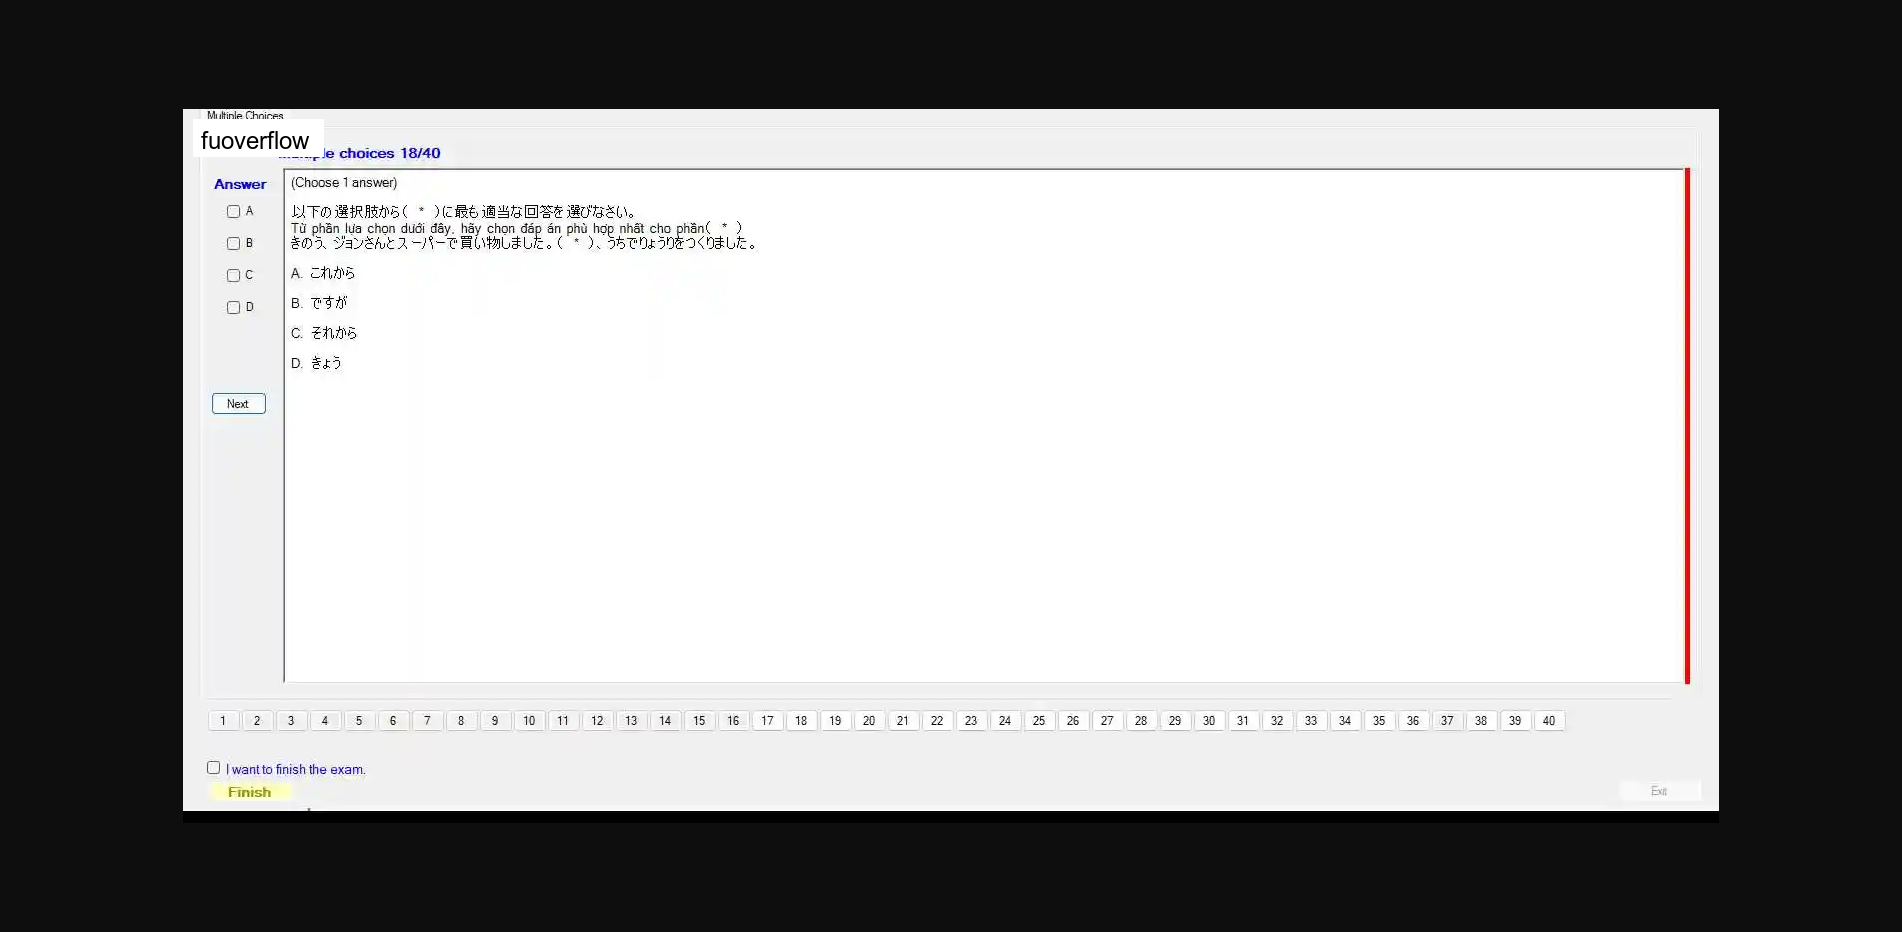 Multiple Choices
fuoverflow
choices 18/40
Answer
(Choose 1 answer)
A
B
C
D
以下の選択肢から( * )に最も適当な回答を選びなさい。
Từ phần lựa chọn dưới đây, hãy chọn đáp án phù hợp nhất cho phần( * )
きのう、ジョンさんとスーパーで買い物しました。( * )、うちでりょうりをつくりました。
A. これから
B. ですが
C. それから
D. きょう
Next
1 2 3 4 5 6 7 8 9 10 11 12 13 14 15 16 17 18 19 20 21 22 23 24 25 26 27 28 29 30 31 32 33 34 35 36 37 38 39 40
I want to finish the exam.
Finish
Exit